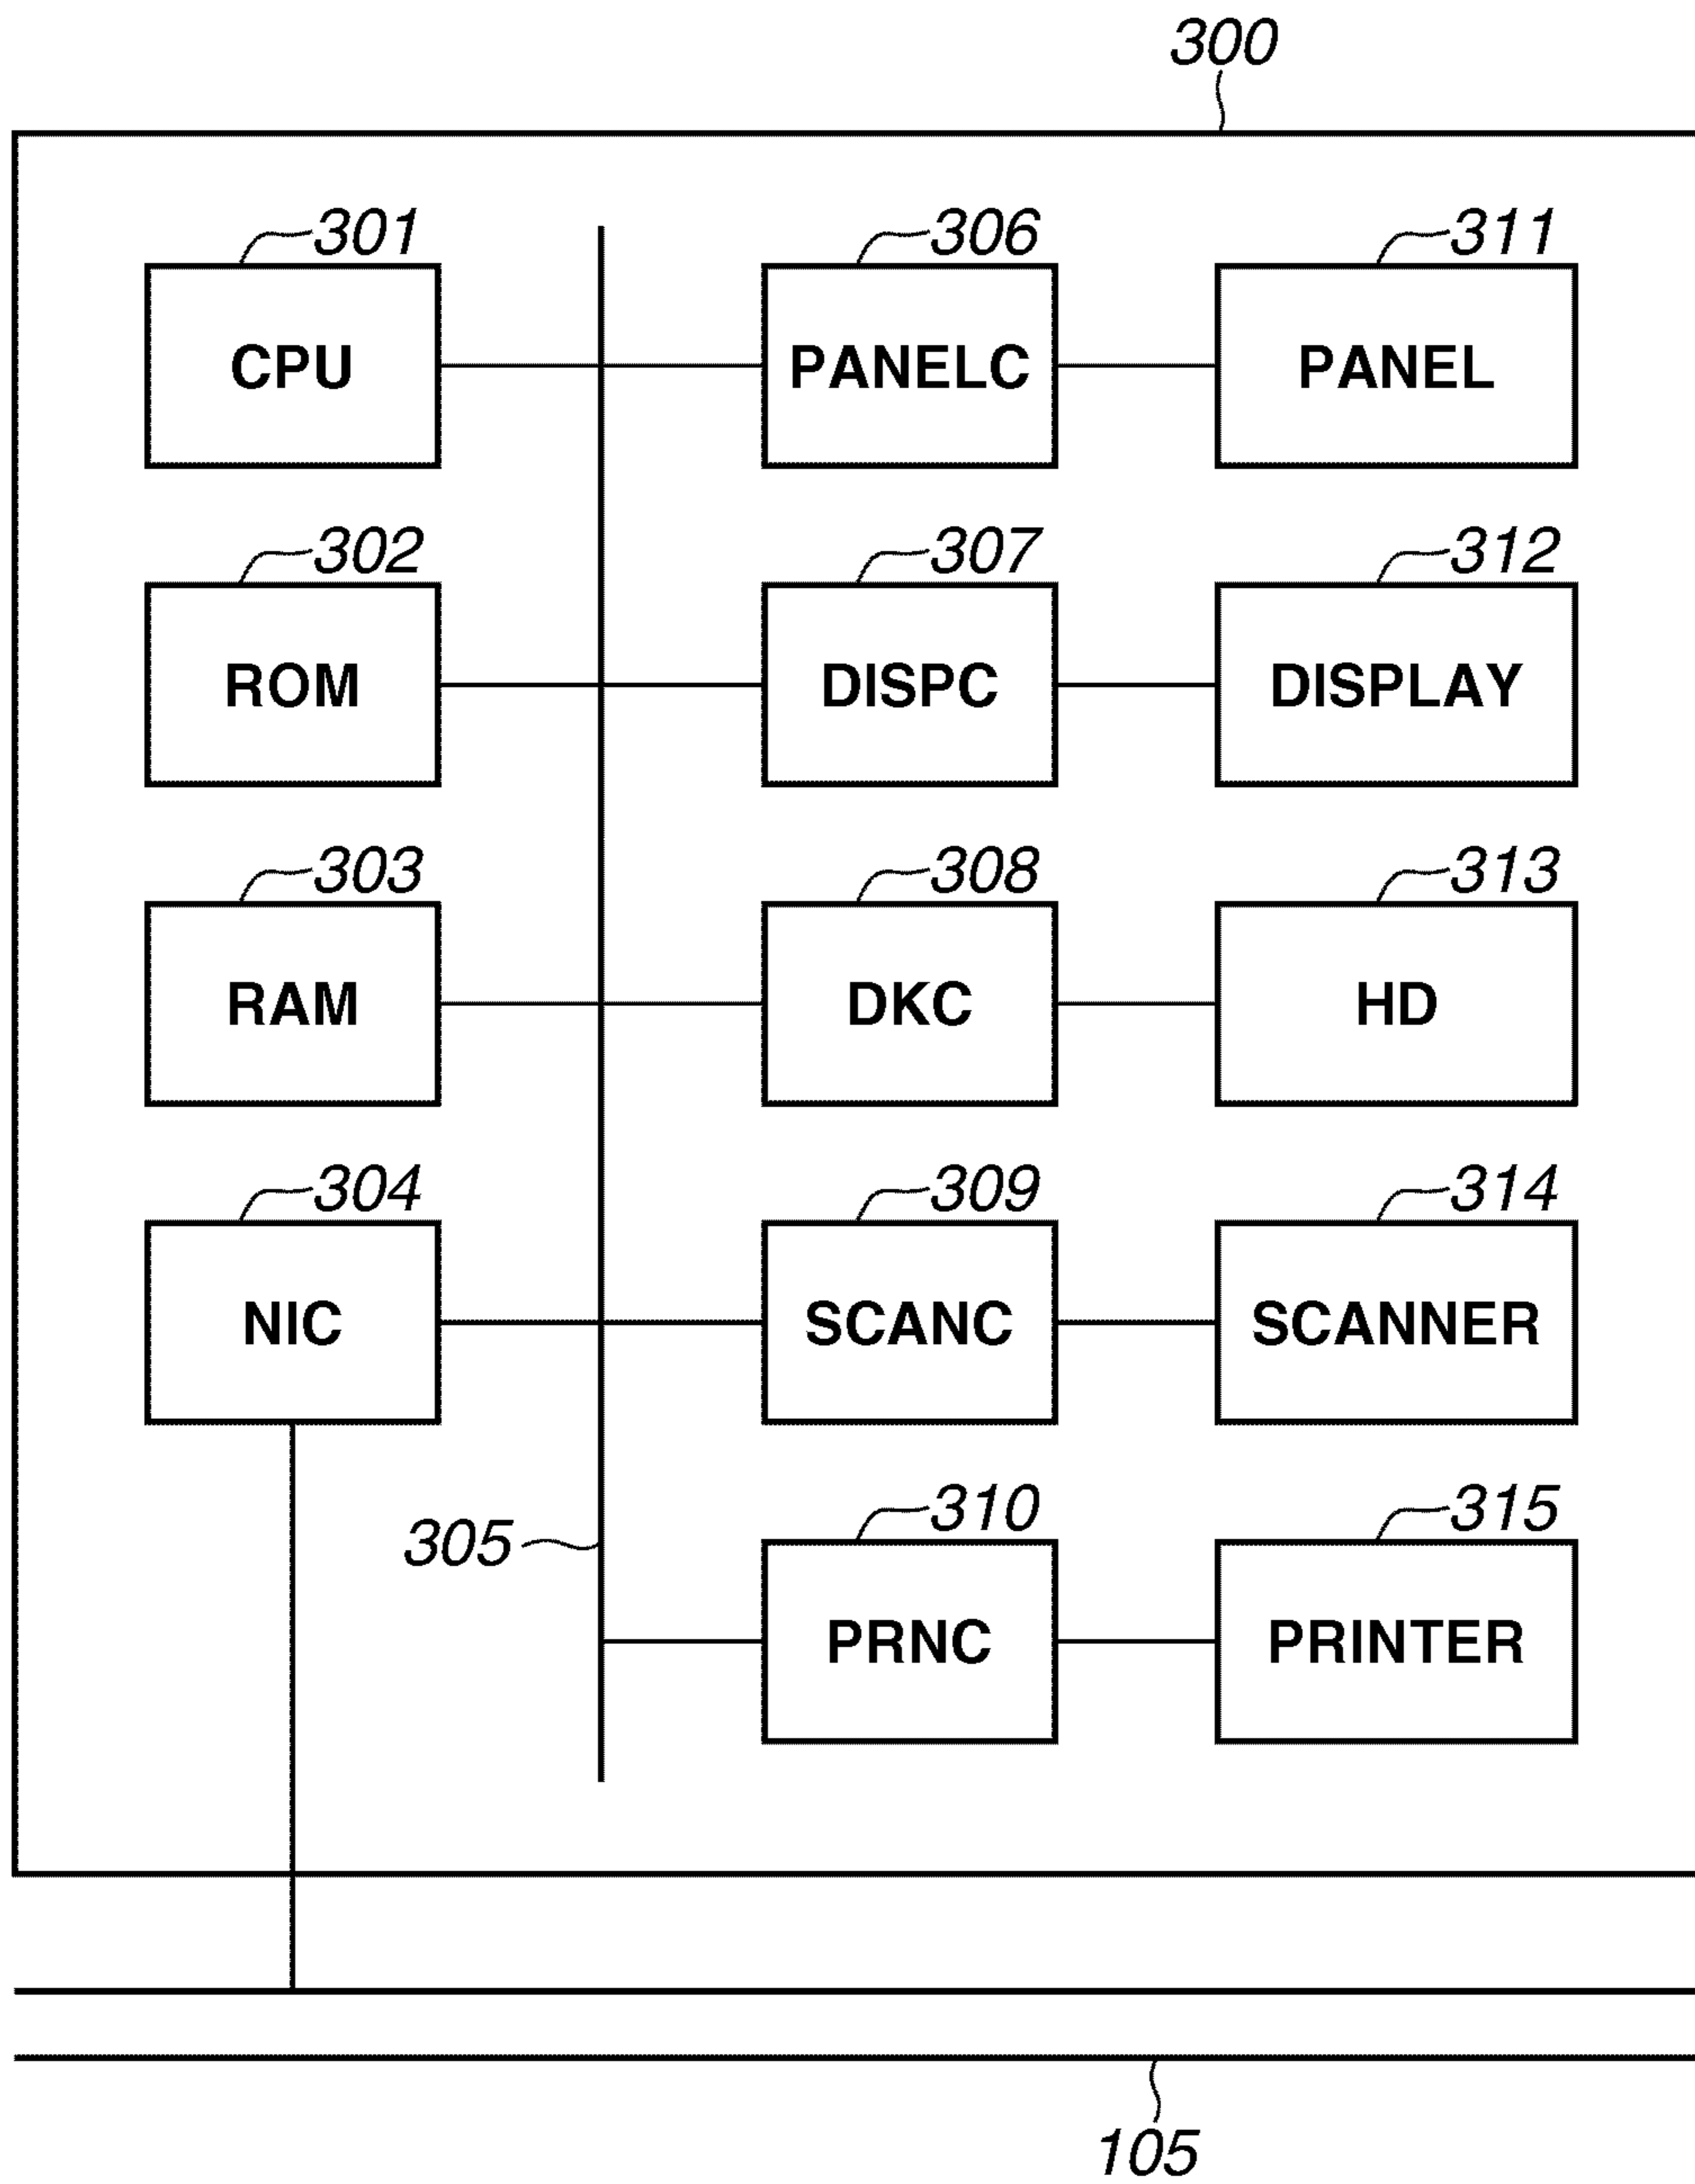 300
301 306 311
CPU PANELC PANEL
302 307 312
ROM DISPC DISPLAY
303 308 313
RAM DKC HD
304 309 314
NIC SCANC SCANNER
305 310 315
PRNC PRINTER
105